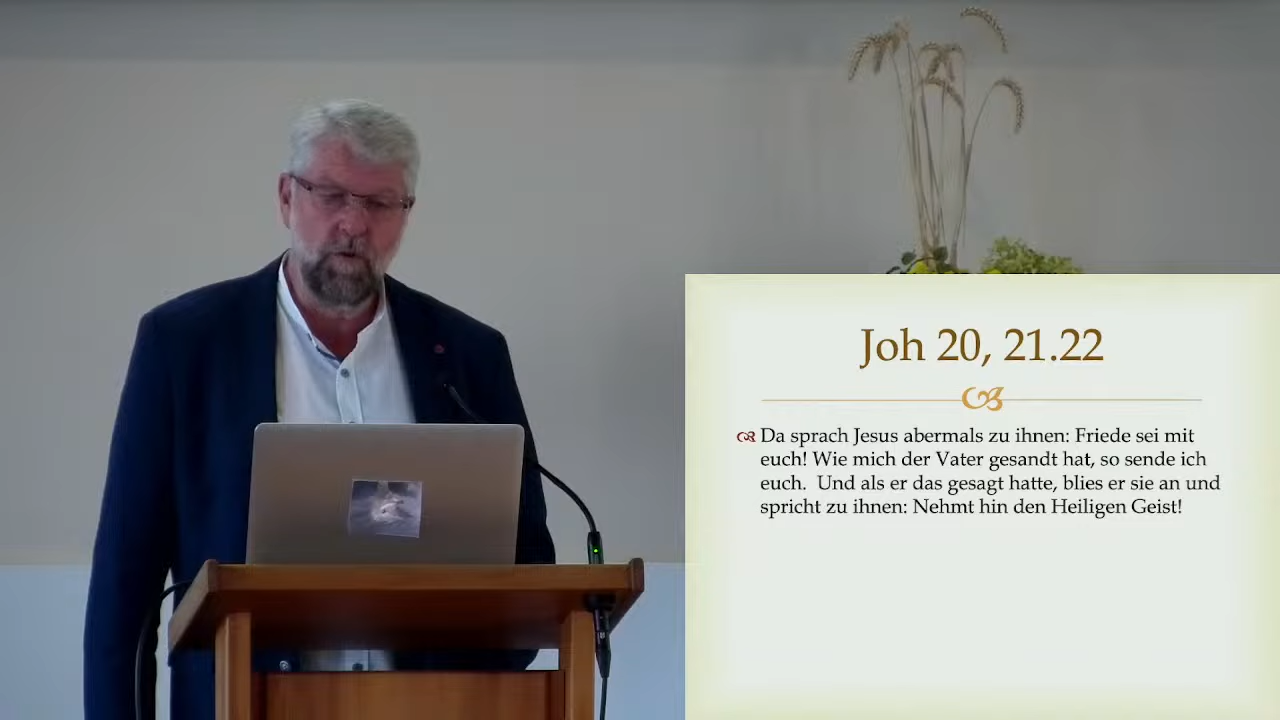 Joh 20, 21.22
Da sprach Jesus abermals zu ihnen: Friede sei mit
euch! Wie mich der Vater gesandt hat, so sende ich
euch.  Und als er das gesagt hatte, blies er sie an und
spricht zu ihnen: Nehmt hin den Heiligen Geist!